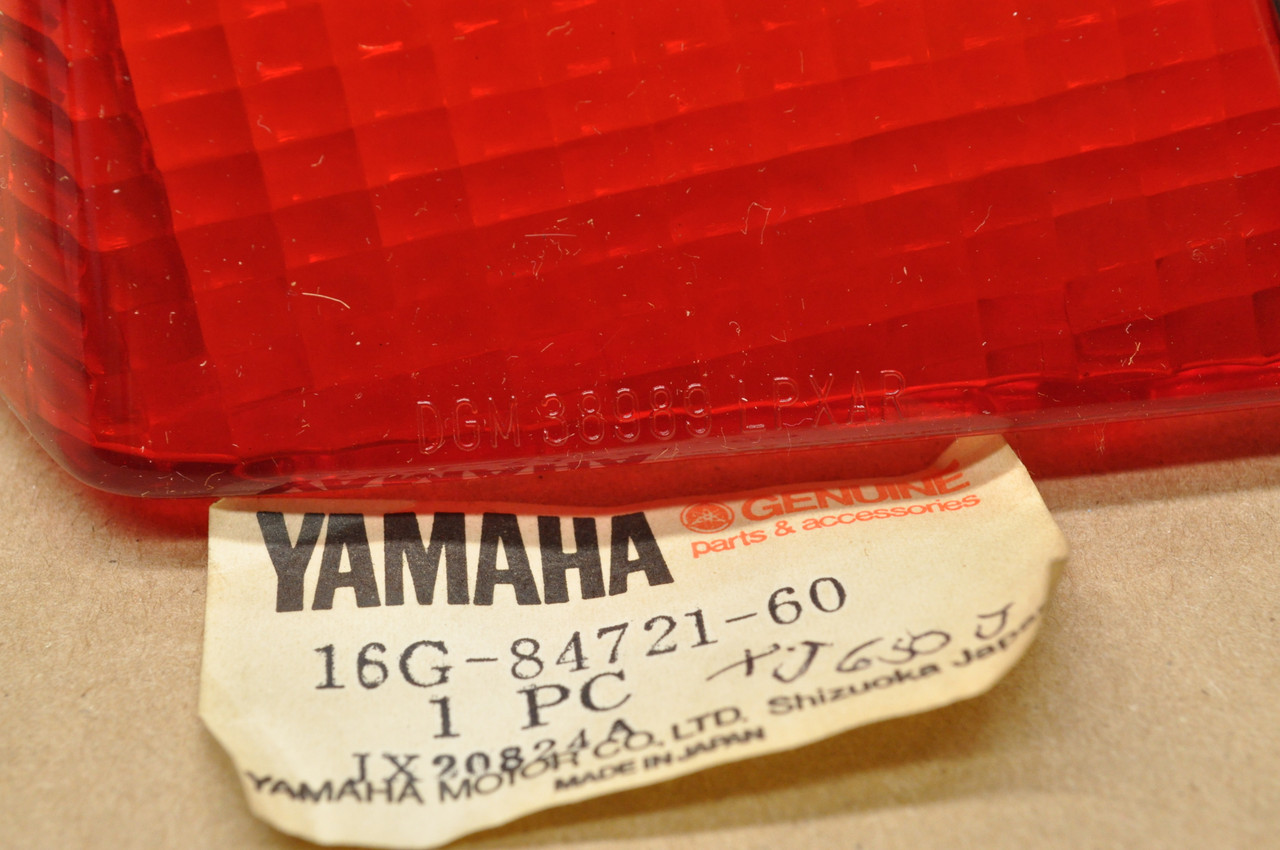 DGM 38989 LPXAR
YAMAHA GENUINE
parts & accessories
16G-84721-60
1 PC XJ650 J
JX20824A
YAMAHA MOTOR CO. LTD. Shizuoka Japan
MADE IN JAPAN